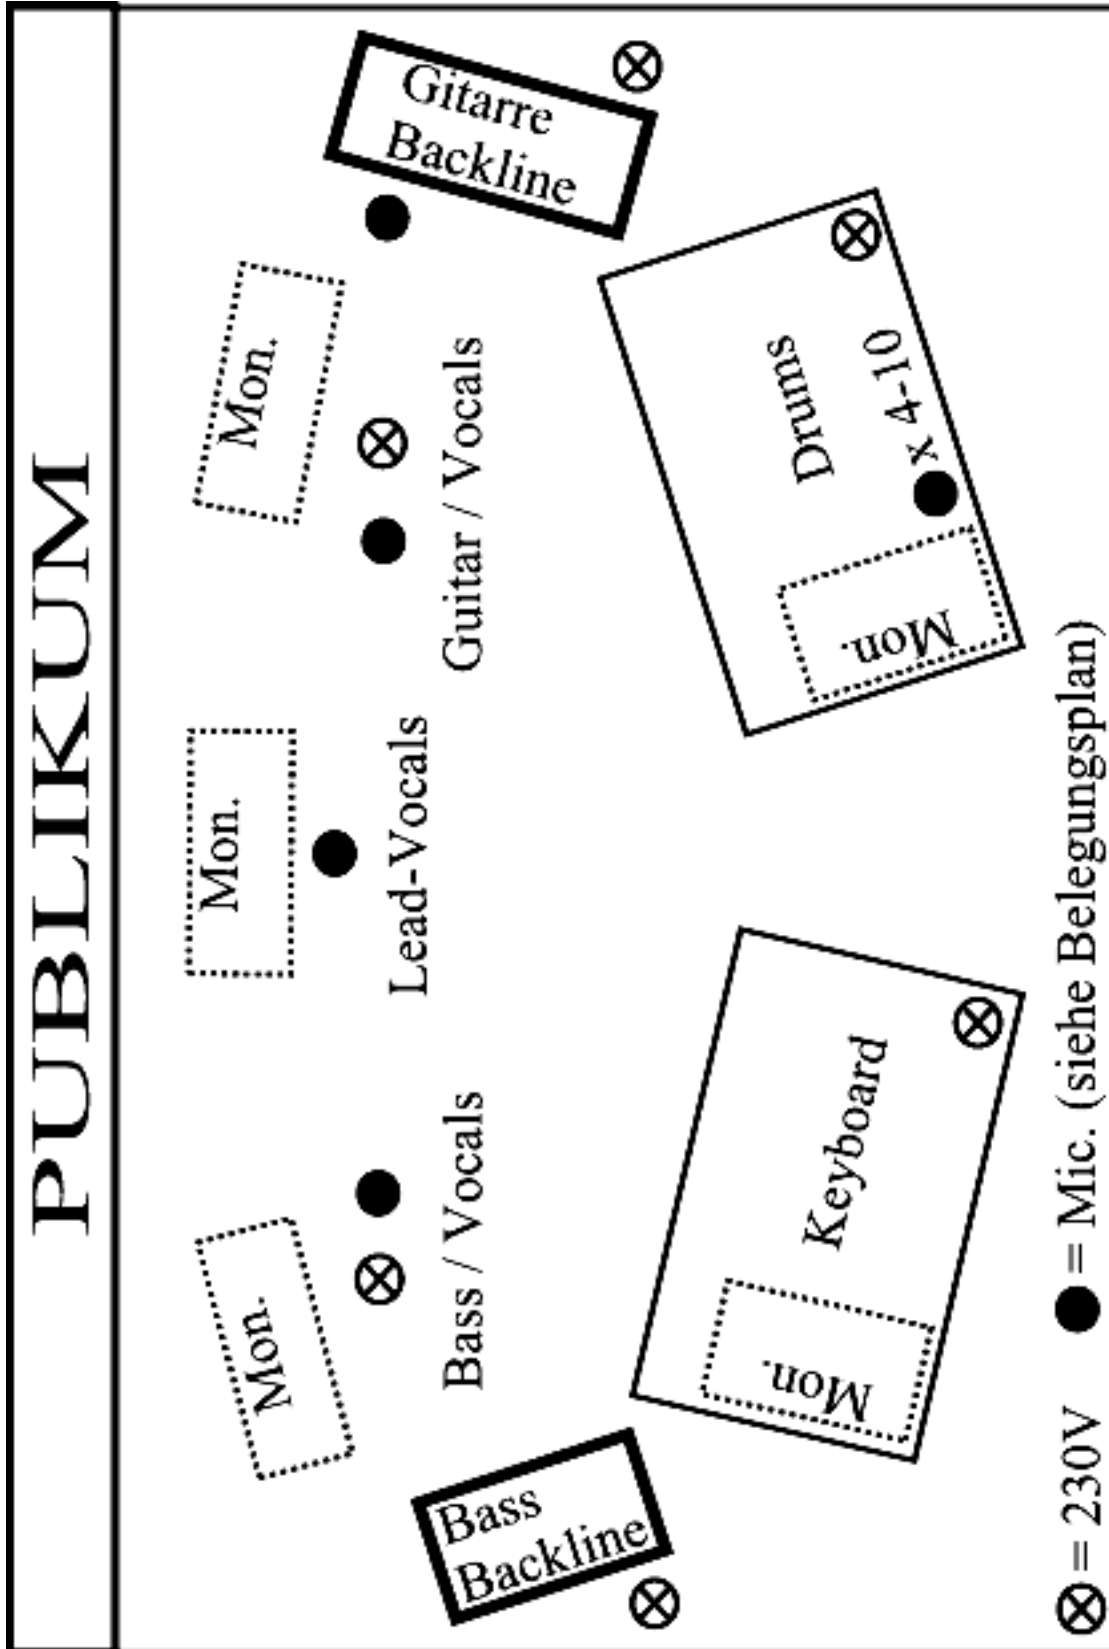 PUBLIKUM
Mon.
Mon.
Mon.
Bass / Vocals
Lead-Vocals
Guitar / Vocals
Bass
Backline
Gitarre
Backline
Keyboard
Mon.
Drums
x 4-10
Mon.
= 230V
= Mic. (siehe Belegungsplan)